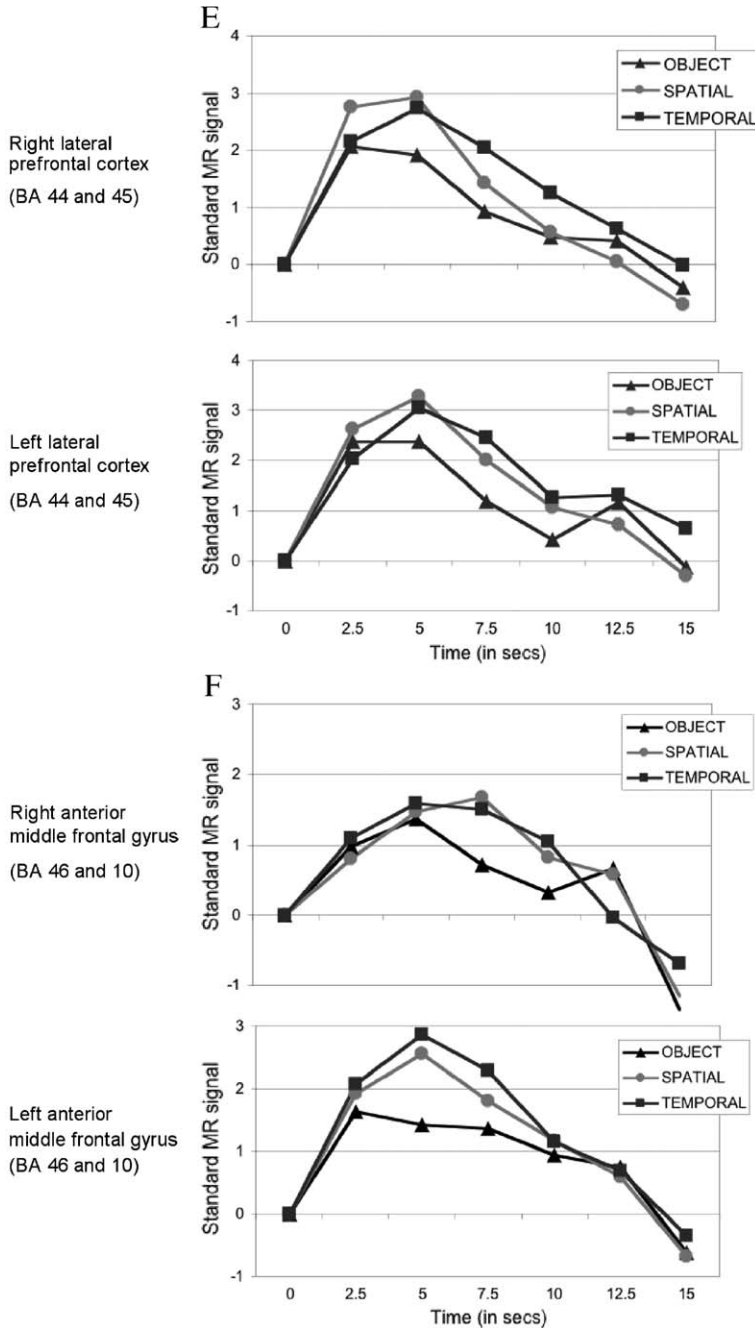 E
Right lateral
prefrontal cortex
(BA 44 and 45)
Standard MR signal
4
3
2
1
0
-1
OBJECT
SPATIAL
TEMPORAL
Left lateral
prefrontal cortex
(BA 44 and 45)
Standard MR signal
4
3
2
1
0
-1
OBJECT
SPATIAL
TEMPORAL
0 2.5 5 7.5 10 12.5 15
Time (in secs)
F
Right anterior
middle frontal gyrus
(BA 46 and 10)
Standard MR signal
3
2
1
0
-1
OBJECT
SPATIAL
TEMPORAL
Left anterior
middle frontal gyrus
(BA 46 and 10)
Standard MR signal
3
2
1
0
-1
OBJECT
SPATIAL
TEMPORAL
0 2.5 5 7.5 10 12.5 15
Time (in secs)